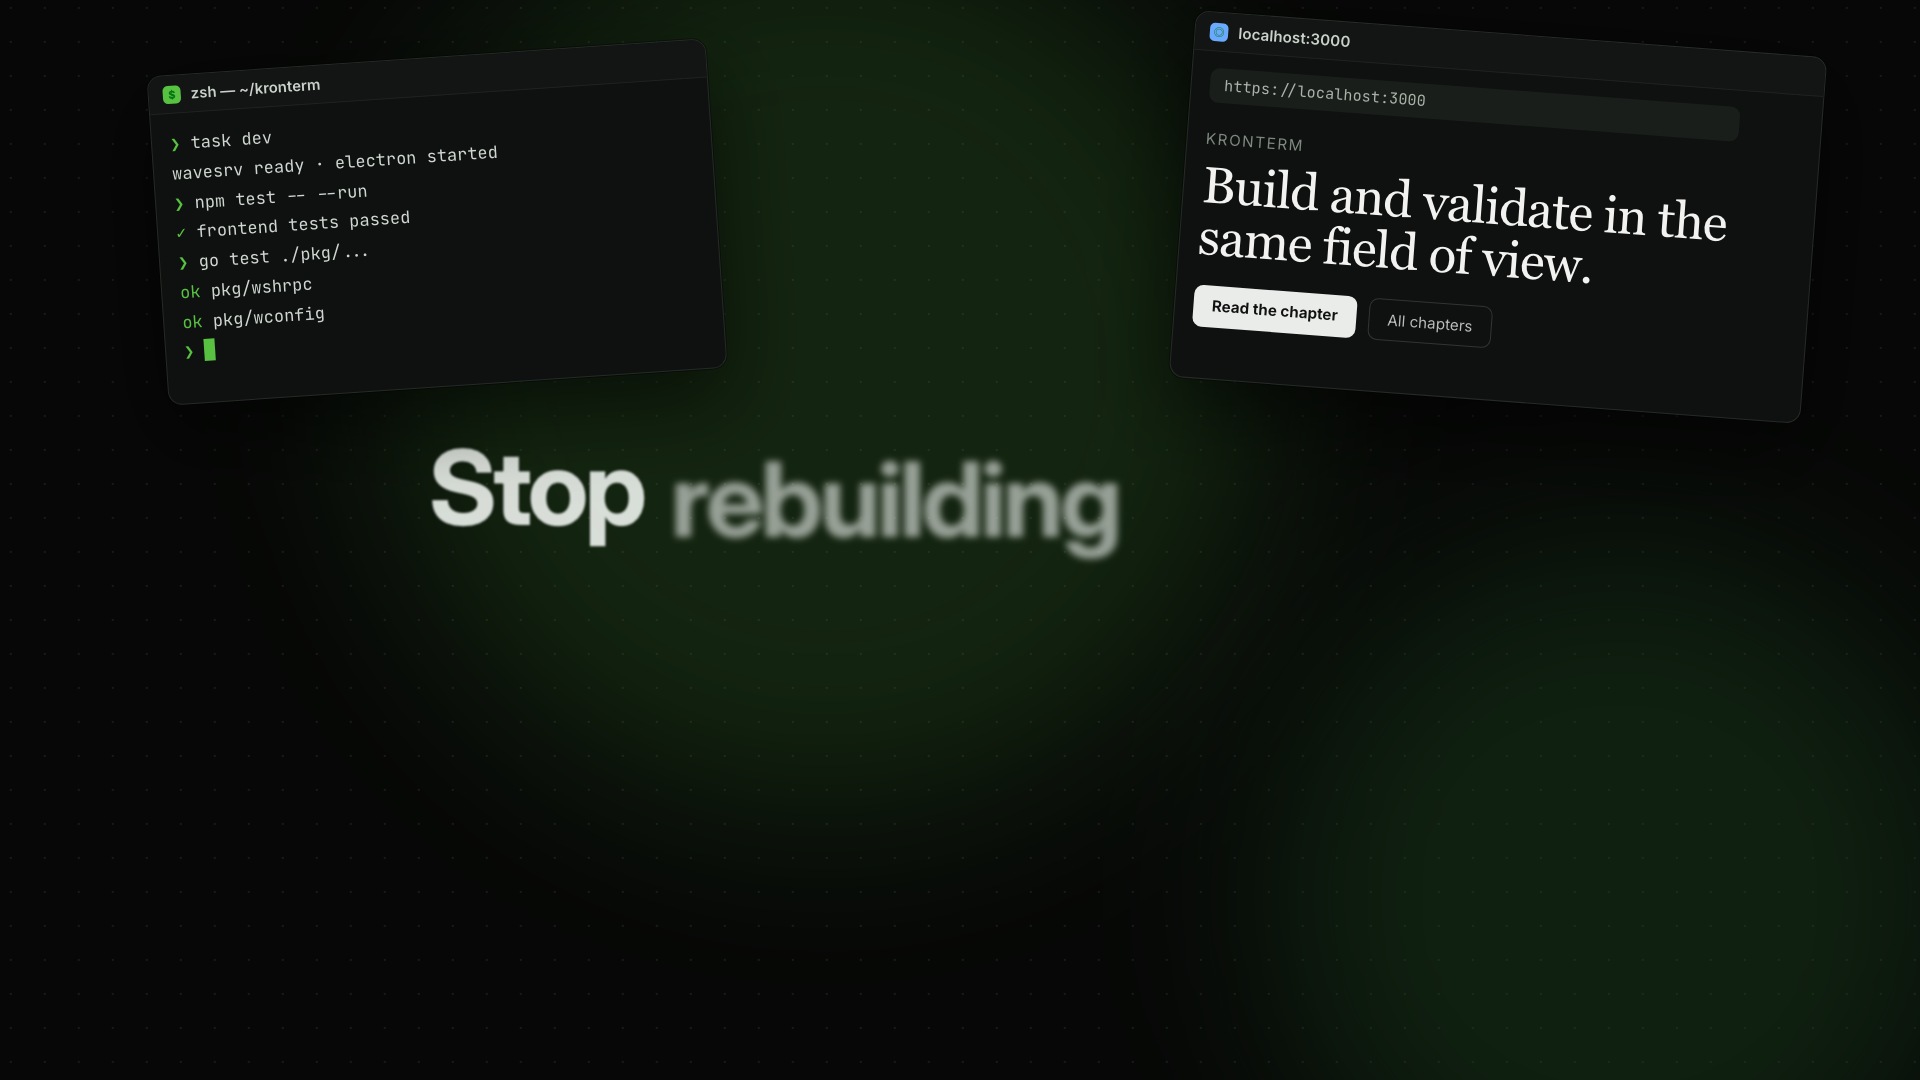 $ zsh — ~/kronterm
❯ task dev
wavesrv ready · electron started
❯ npm test -- --run
✓ frontend tests passed
❯ go test ./pkg/...
ok pkg/wshrpc
ok pkg/wconfig
❯
localhost:3000
https://localhost:3000
KRONTERM
Build and validate in the
same field of view.
Read the chapter
All chapters
Stop rebuilding